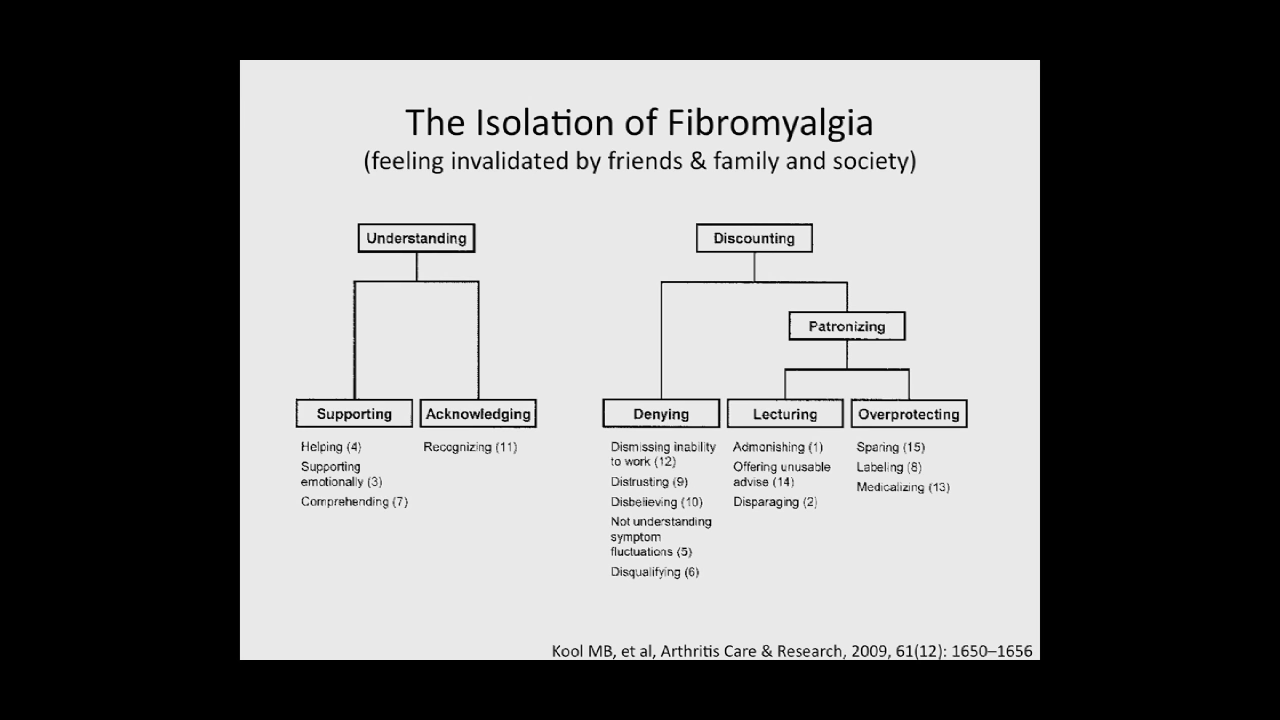 The Isolation of Fibromyalgia
(feeling invalidated by friends & family and society)
Understanding
Discounting
Patronizing
Supporting
Acknowledging
Denying
Lecturing
Overprotecting
Helping (4)
Supporting
emotionally (3)
Comprehending (7)
Recognizing (11)
Dismissing inability
to work (12)
Distrusting (9)
Disbelieving (10)
Not understanding
symptom
fluctuations (5)
Disqualifying (6)
Admonishing (1)
Offering unusable
advise (14)
Disparaging (2)
Sparing (15)
Labeling (8)
Medicalizing (13)
Kool MB, et al, Arthritis Care & Research, 2009, 61(12): 1650–1656